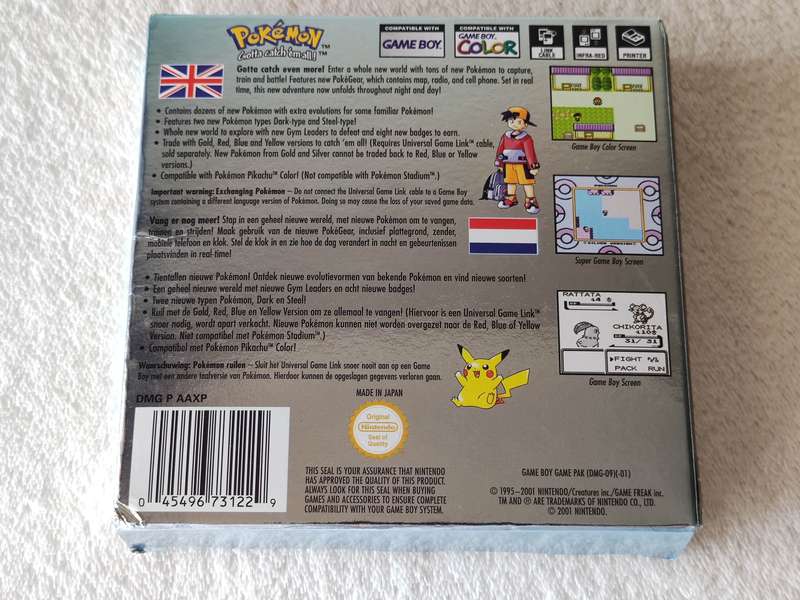 POKéMON™
Gotta catch 'em all!™
COMPATIBLE WITH
GAME BOY.
COMPATIBLE WITH
GAME BOY COLOR
LINK CABLE
INFRA-RED
PRINTER
Gotta catch even more! Enter a whole new world with tons of new Pokémon to capture,
train and battle! Features new PokéGear, which contains map, radio, and cell phone. Set in real
time, this new adventure now unfolds throughout night and day!
• Contains dozens of new Pokémon with extra evolutions for some familiar Pokémon!
• Features two new Pokémon types Dark-type and Steel-type!
• Whole new world to explore with new Gym Leaders to defeat and eight new badges to earn.
• Trade with Gold, Red, Blue and Yellow versions to catch 'em all! (Requires Universal Game Link™ cable,
sold separately. New Pokémon from Gold and Silver cannot be traded back to Red, Blue or Yellow
versions.)
• Compatible with Pokémon Pikachu™ Color! (Not compatible with Pokémon Stadium™.)
Important warning: Exchanging Pokémon – Do not connect the Universal Game Link™ cable to a Game Boy
system containing a different language version of Pokémon. Doing so may cause the loss of your saved game data.
Game Boy Color Screen
Vang er nog meer! Stap in een geheel nieuwe wereld, met nieuwe Pokémon om te vangen,
trainen en strijden! Maak gebruik van de nieuwe PokéGear, inclusief plattegrond, zender,
mobiele telefoon en klok. Stel de klok in en zie hoe de dag verandert in nacht en gebeurtenissen
plaatsvinden in real-time!
SILVER VERSION
Super Game Boy Screen
• Tientallen nieuwe Pokémon! Ontdek nieuwe evolutievormen van bekende Pokémon en vind nieuwe soorten!
• Een geheel nieuwe wereld met nieuwe Gym Leaders en acht nieuwe badges!
• Twee nieuwe typen Pokémon, Dark en Steel!
• Ruil met de Gold, Red, Blue en Yellow Version om ze allemaal te vangen! (Hiervoor is een Universal Game Link™
snoer nodig, wordt apart verkocht. Nieuwe Pokémon kunnen niet worden overgezet naar de Red, Blue of Yellow
Version. Niet compatibel met Pokémon Stadium™.)
• Compatibel met Pokémon Pikachu™ Color!
Waarschuwing: Pokémon ruilen – Sluit het Universal Game Link snoer nooit aan op een Game
Boy met een andere taalversie van Pokémon. Hierdoor kunnen de opgeslagen gegevens verloren gaan.
RATTATA
:4
CHIKORITA
31/ 31
▶FIGHT
PACK RUN
Game Boy Screen
DMG P AAXP
MADE IN JAPAN
Original
Nintendo
Seal of
Quality
0 45496 73122 9
THIS SEAL IS YOUR ASSURANCE THAT NINTENDO
HAS APPROVED THE QUALITY OF THIS PRODUCT.
ALWAYS LOOK FOR THIS SEAL WHEN BUYING
GAMES AND ACCESSORIES TO ENSURE COMPLETE
COMPATIBILITY WITH YOUR GAME BOY SYSTEM.
GAME BOY GAME PAK (DMG-09)(-01)
© 1995–2001 NINTENDO/Creatures inc./GAME FREAK inc.
TM AND ® ARE TRADEMARKS OF NINTENDO.
© 2001 NINTENDO.